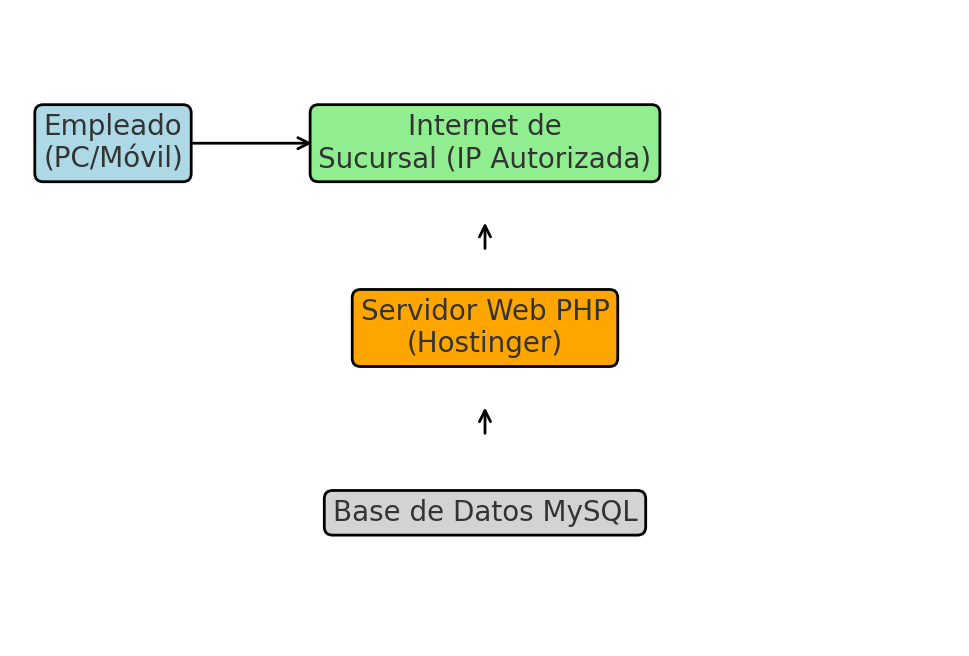 Empleado
(PC/Móvil)
Internet de
Sucursal (IP Autorizada)
Servidor Web PHP
(Hostinger)
Base de Datos MySQL